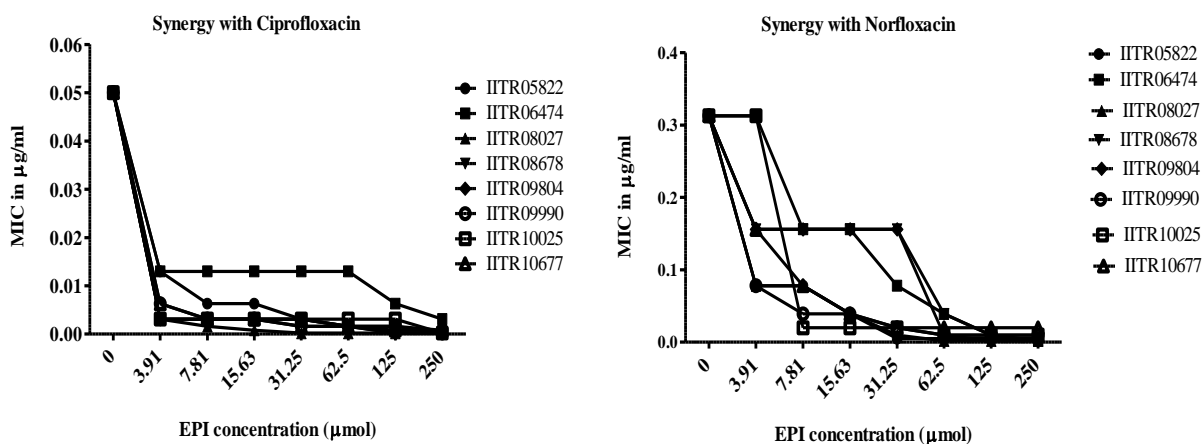 Synergy with Ciprofloxacin
MIC in µg/ml
0.06
0.05
0.04
0.03
0.02
0.01
0.00
0
3.91
7.81
15.63
31.25
62.5
125
250
EPI concentration (µmol)
IITR05822
IITR06474
IITR08027
IITR08678
IITR09804
IITR09990
IITR10025
IITR10677
Synergy with Norfloxacin
MIC in µg/ml
0.4
0.3
0.2
0.1
0.0
0
3.91
7.81
15.63
31.25
62.5
125
250
EPI concentration (µmol)
IITR05822
IITR06474
IITR08027
IITR08678
IITR09804
IITR09990
IITR10025
IITR10677